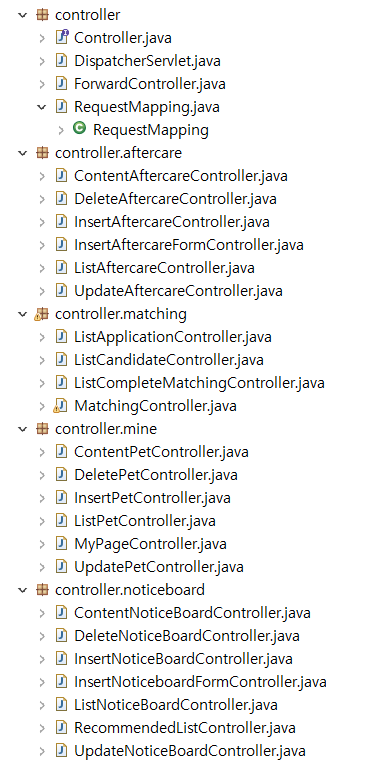 controller
Controller.java
DispatcherServlet.java
ForwardController.java
RequestMapping.java
RequestMapping
controller.aftercare
ContentAftercareController.java
DeleteAftercareController.java
InsertAftercareController.java
InsertAftercareFormController.java
ListAftercareController.java
UpdateAftercareController.java
controller.matching
ListApplicationController.java
ListCandidateController.java
ListCompleteMatchingController.java
MatchingController.java
controller.mine
ContentPetController.java
DeletePetController.java
InsertPetController.java
ListPetController.java
MyPageController.java
UpdatePetController.java
controller.noticeboard
ContentNoticeBoardController.java
DeleteNoticeBoardController.java
InsertNoticeBoardController.java
InsertNoticeboardFormController.java
ListNoticeBoardController.java
RecommendedListController.java
UpdateNoticeBoardController.java